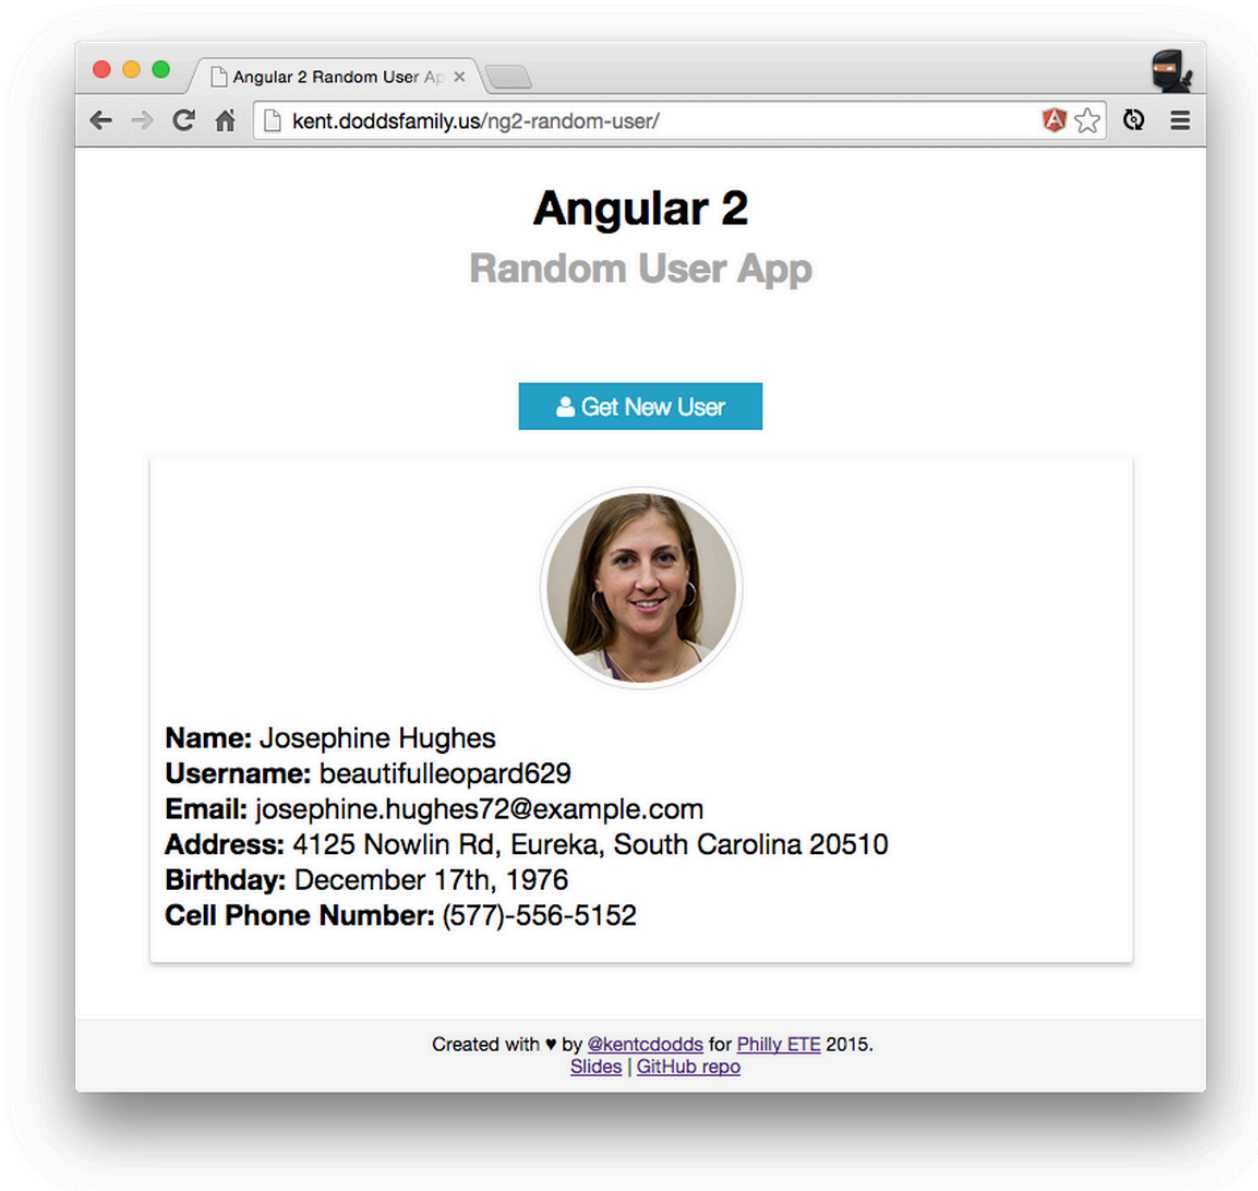 Angular 2 Random User Ap
kent.doddsfamily.us/ng2-random-user/
Angular 2
Random User App
Get New User
Name: Josephine Hughes
Username: beautifulleopard629
Email: josephine.hughes72@example.com
Address: 4125 Nowlin Rd, Eureka, South Carolina 20510
Birthday: December 17th, 1976
Cell Phone Number: (577)-556-5152
Created with ♥ by @kentcdodds for Philly ETE 2015.
Slides | GitHub repo